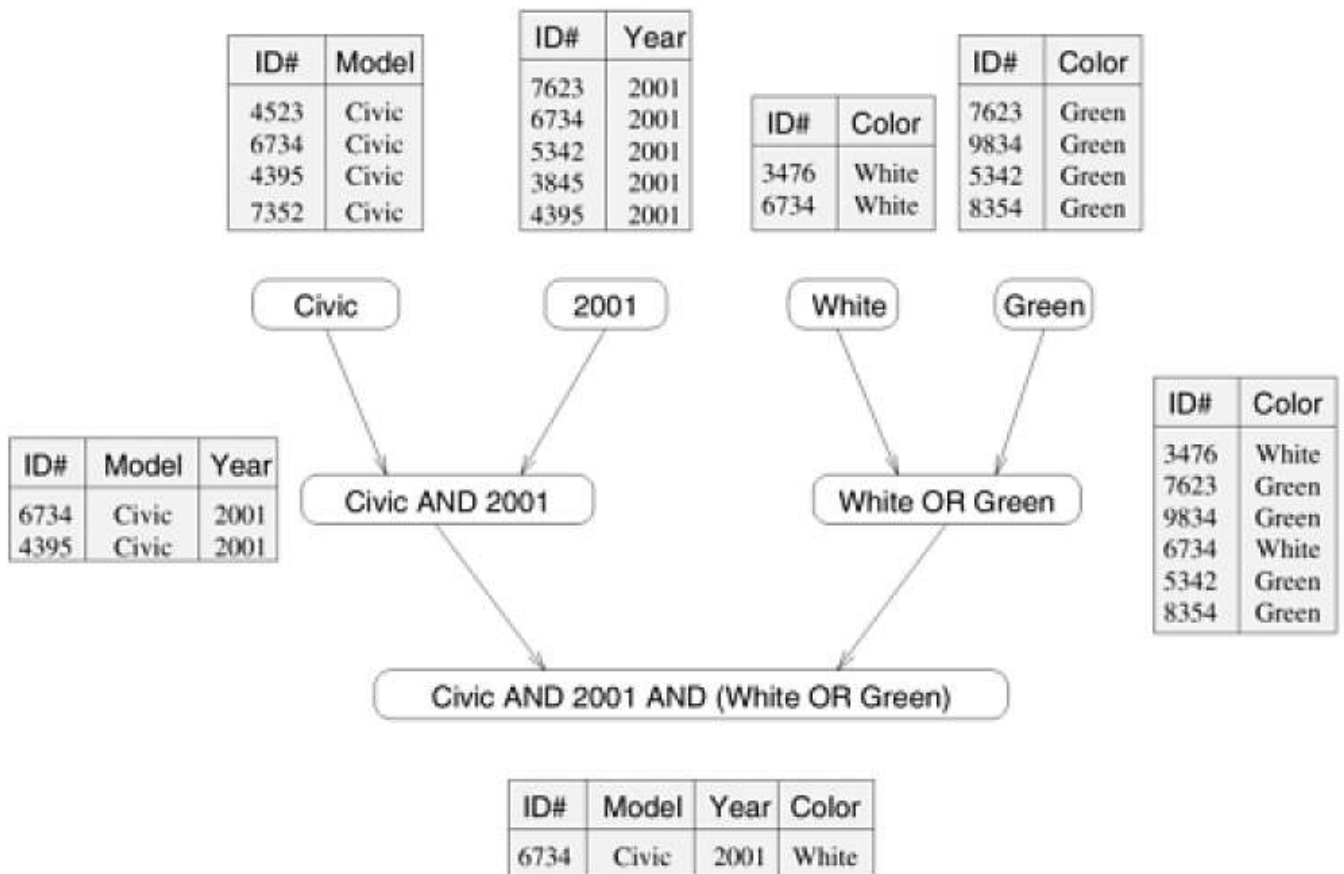 ID# Model
4523 Civic
6734 Civic
4395 Civic
7352 Civic
ID# Year
7623 2001
6734 2001
5342 2001
3845 2001
4395 2001
ID# Color
3476 White
6734 White
ID# Color
7623 Green
9834 Green
5342 Green
8354 Green
Civic
2001
White
Green
ID# Model Year
6734 Civic 2001
4395 Civic 2001
Civic AND 2001
White OR Green
ID# Color
3476 White
7623 Green
9834 Green
6734 White
5342 Green
8354 Green
Civic AND 2001 AND (White OR Green)
ID# Model Year Color
6734 Civic 2001 White